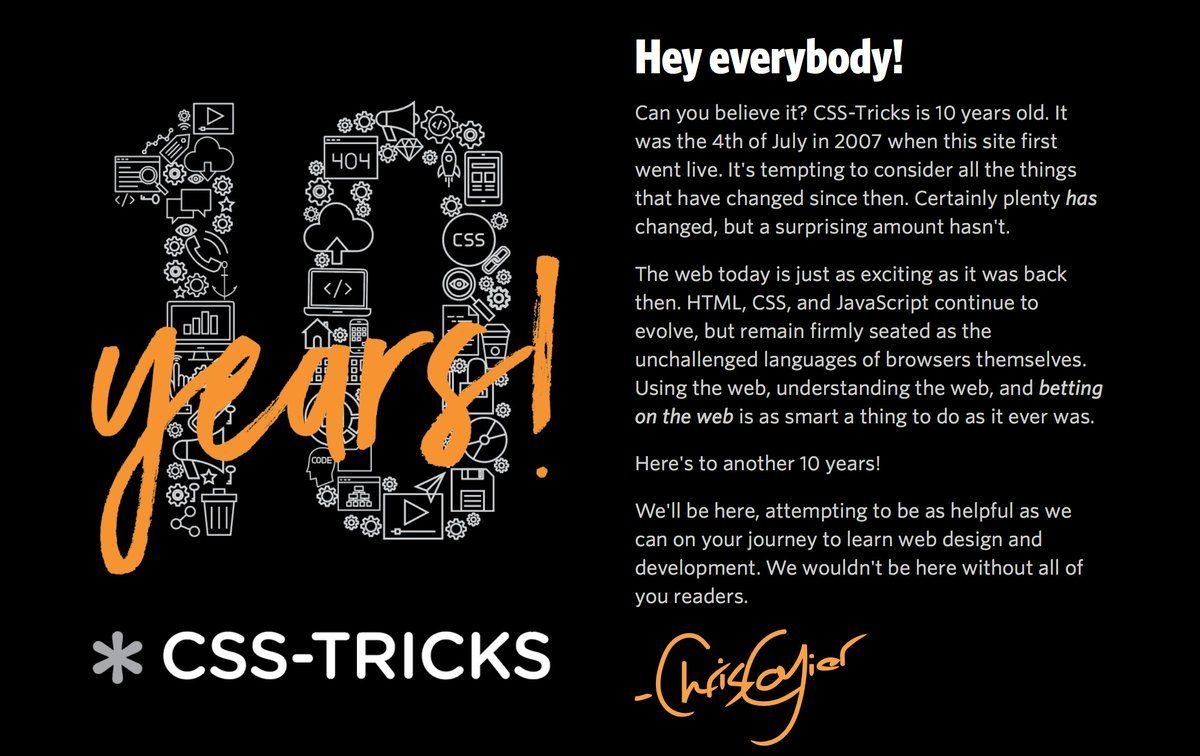 404
CSS
</>
</>
years!
CODE
* CSS-TRICKS
Hey everybody!
Can you believe it? CSS-Tricks is 10 years old. It
was the 4th of July in 2007 when this site first
went live. It's tempting to consider all the things
that have changed since then. Certainly plenty has
changed, but a surprising amount hasn't.
The web today is just as exciting as it was back
then. HTML, CSS, and JavaScript continue to
evolve, but remain firmly seated as the
unchallenged languages of browsers themselves.
Using the web, understanding the web, and betting
on the web is as smart a thing to do as it ever was.
Here's to another 10 years!
We'll be here, attempting to be as helpful as we
can on your journey to learn web design and
development. We wouldn't be here without all of
you readers.
-Chris Coyier